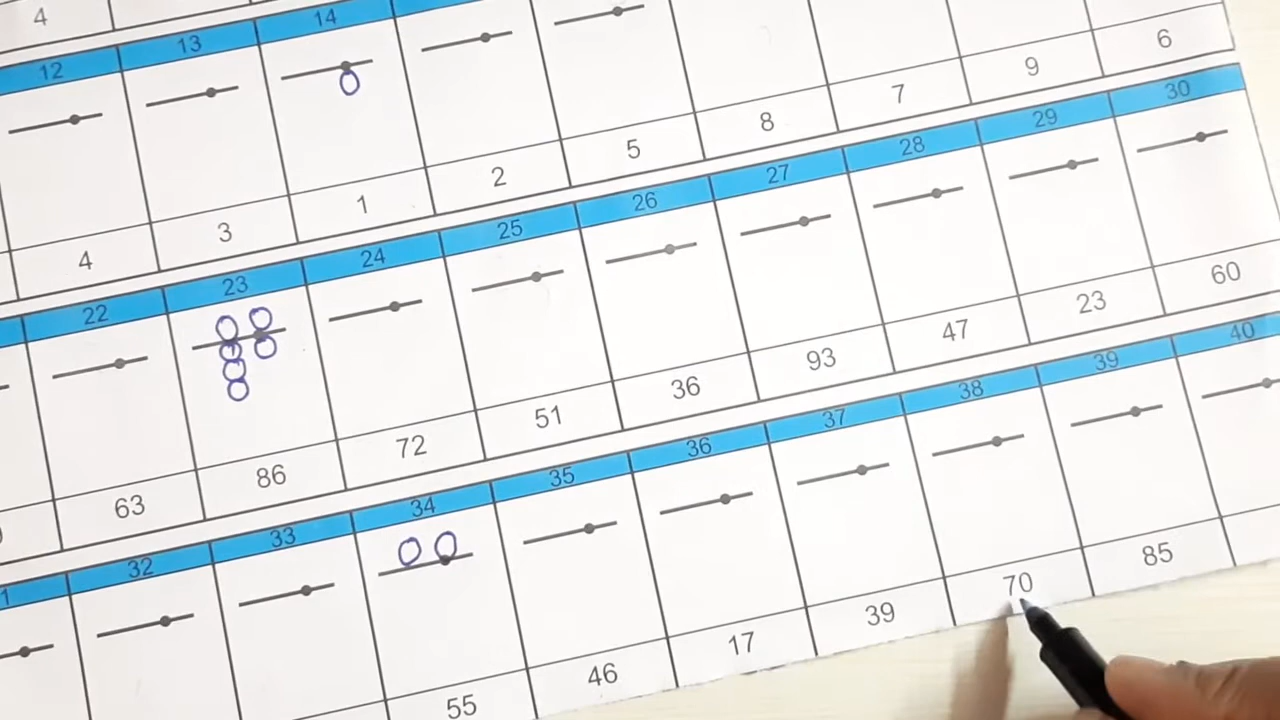 4
12 13 14
4 3 1 2 5 8 7 9 6
22 23 24 25 26 27 28 29 30
63 86 72 51 36 93 47 23 60
32 33 34 35 36 37 38 39 40
55 46 17 39 70 85